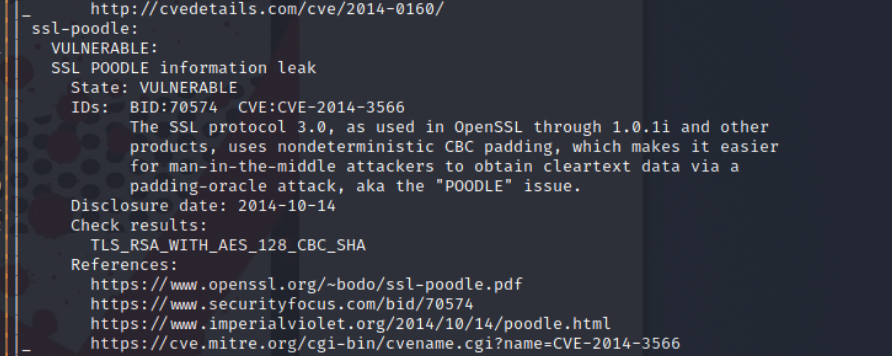 |_      http://cvedetails.com/cve/2014-0160/
| ssl-poodle:
|   VULNERABLE:
|   SSL POODLE information leak
|     State: VULNERABLE
|     IDs:  BID:70574  CVE:CVE-2014-3566
|           The SSL protocol 3.0, as used in OpenSSL through 1.0.1i and other
|           products, uses nondeterministic CBC padding, which makes it easier
|           for man-in-the-middle attackers to obtain cleartext data via a
|           padding-oracle attack, aka the "POODLE" issue.
|     Disclosure date: 2014-10-14
|     Check results:
|       TLS_RSA_WITH_AES_128_CBC_SHA
|     References:
|       https://www.openssl.org/~bodo/ssl-poodle.pdf
|       https://www.securityfocus.com/bid/70574
|       https://www.imperialviolet.org/2014/10/14/poodle.html
|_      https://cve.mitre.org/cgi-bin/cvename.cgi?name=CVE-2014-3566